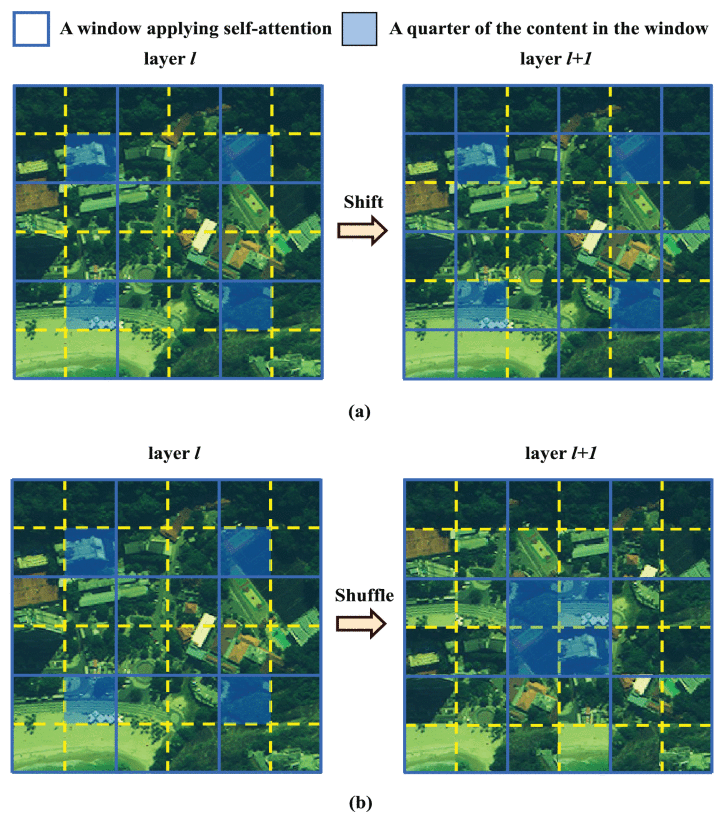 A window applying self-attention A quarter of the content in the window
layer l layer l+1
Shift
(a)
layer l layer l+1
Shuffle
(b)